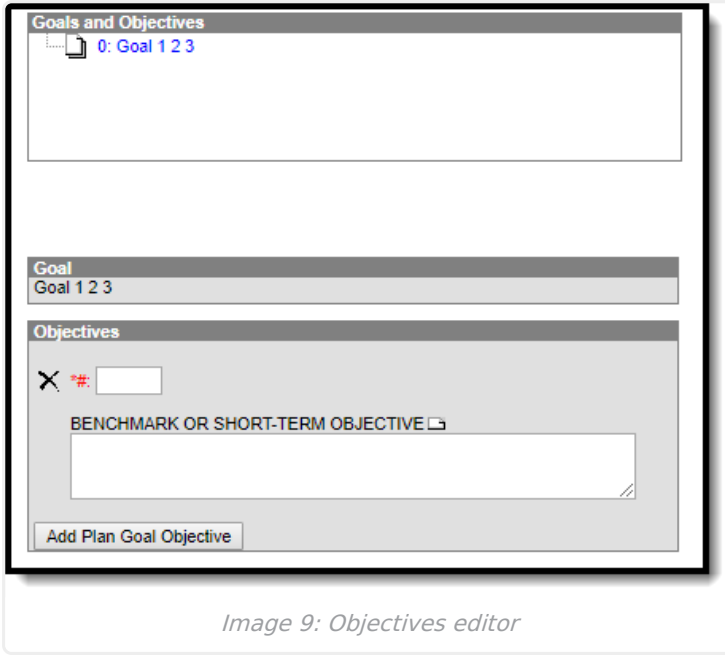 Goals and Objectives
0: Goal 1 2 3
Goal
Goal 1 2 3
Objectives
*#:
BENCHMARK OR SHORT-TERM OBJECTIVE
Add Plan Goal Objective
Image 9: Objectives editor